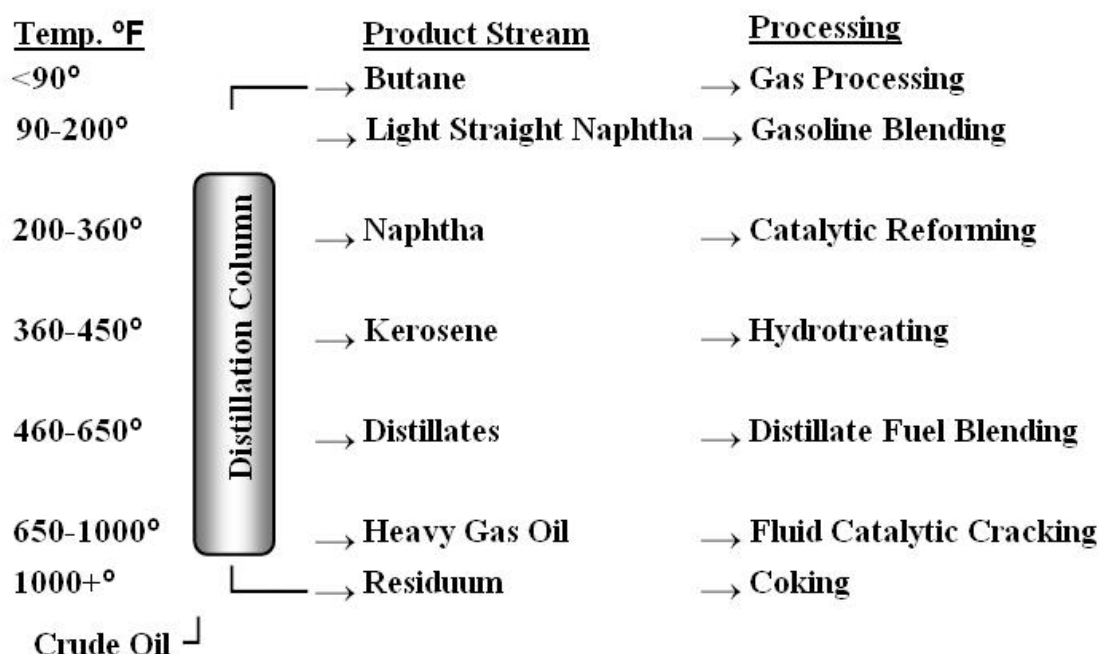 Temp. °F Product Stream Processing
<90° → Butane → Gas Processing
90-200° → Light Straight Naphtha → Gasoline Blending
200-360° → Naphtha → Catalytic Reforming
Distillation Column
360-450° → Kerosene → Hydrotreating
460-650° → Distillates → Distillate Fuel Blending
650-1000° → Heavy Gas Oil → Fluid Catalytic Cracking
1000+° → Residuum → Coking
Crude Oil